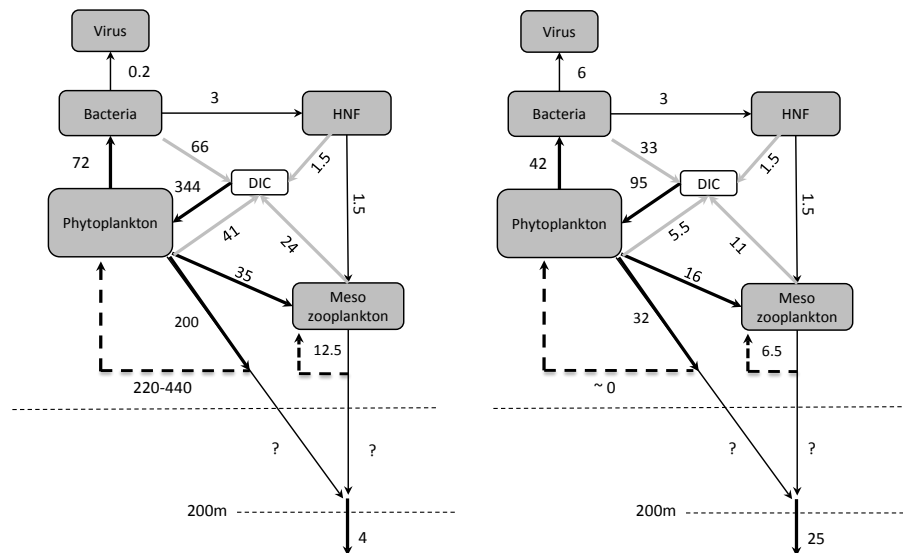 Virus
0.2
Bacteria
3
HNF
72
66
1.5
344
DIC
Phytoplankton
41
24
1.5
35
Meso
zooplankton
200
12.5
220-440
?
?
200m
4
Virus
6
Bacteria
3
HNF
42
33
1.5
95
DIC
Phytoplankton
5.5
11
1.5
16
Meso
zooplankton
32
6.5
~ 0
?
?
200m
25